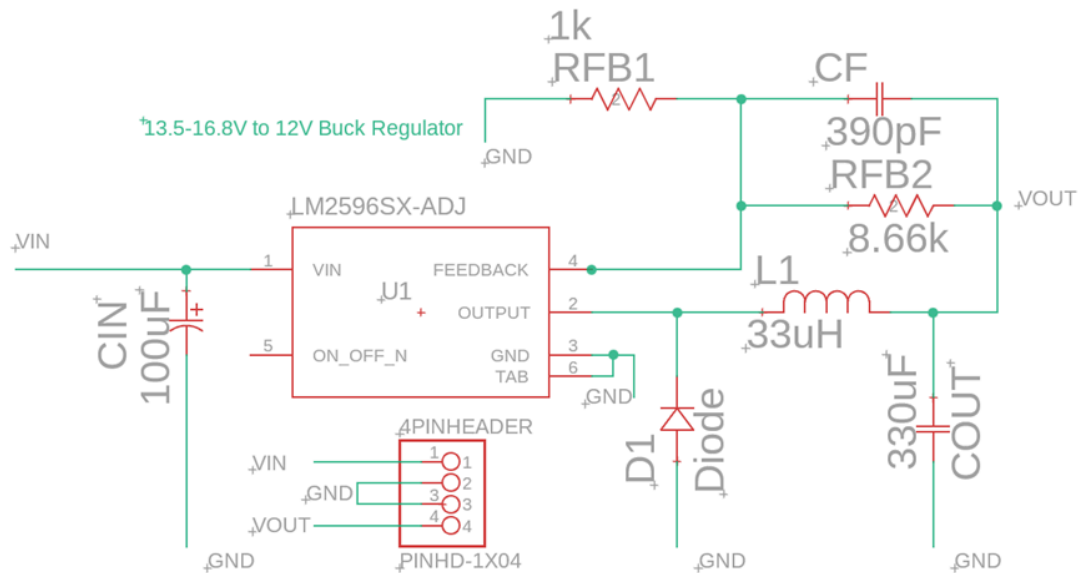 1k
RFB1
CF
13.5-16.8V to 12V Buck Regulator
2
390pF
GND
RFB2
2
VOUT
8.66k
LM2596SX-ADJ
VIN
1
VIN
FEEDBACK
4
U1
L1
33uH
OUTPUT
2
CIN
100uF
5
ON_OFF_N
GND
3
TAB
6
GND
330uF
COUT
D1
Diode
4PINHEADER
VIN
1
1
2
GND
3
3
VOUT
4
4
PINHD-1X04
GND
GND
GND